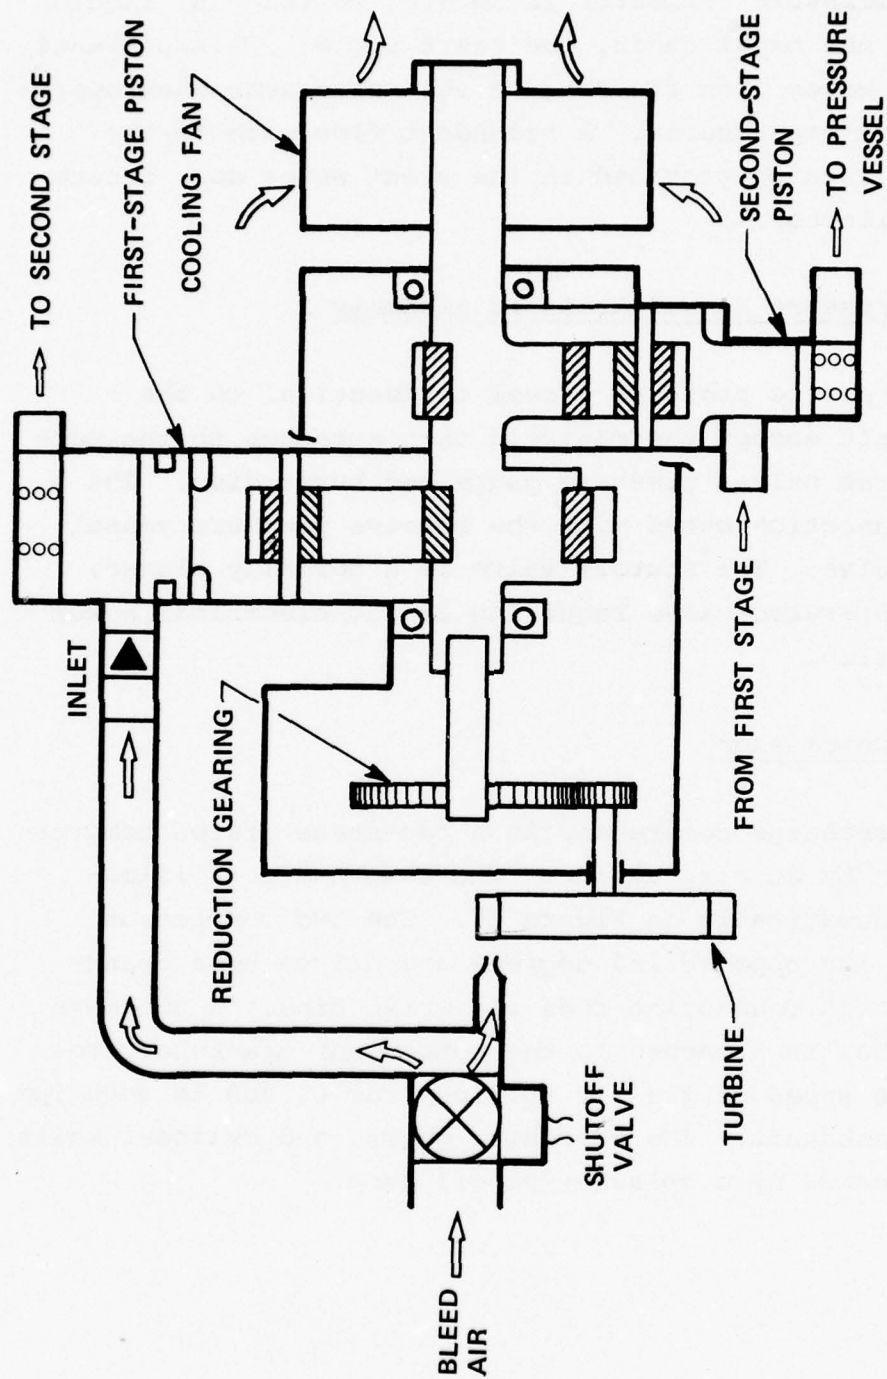 TO SECOND STAGE
FIRST-STAGE PISTON
COOLING FAN
INLET
REDUCTION GEARING
SECOND-STAGE
PISTON
TO PRESSURE
VESSEL
FROM FIRST STAGE
SHUTOFF
VALVE
TURBINE
BLEED
AIR